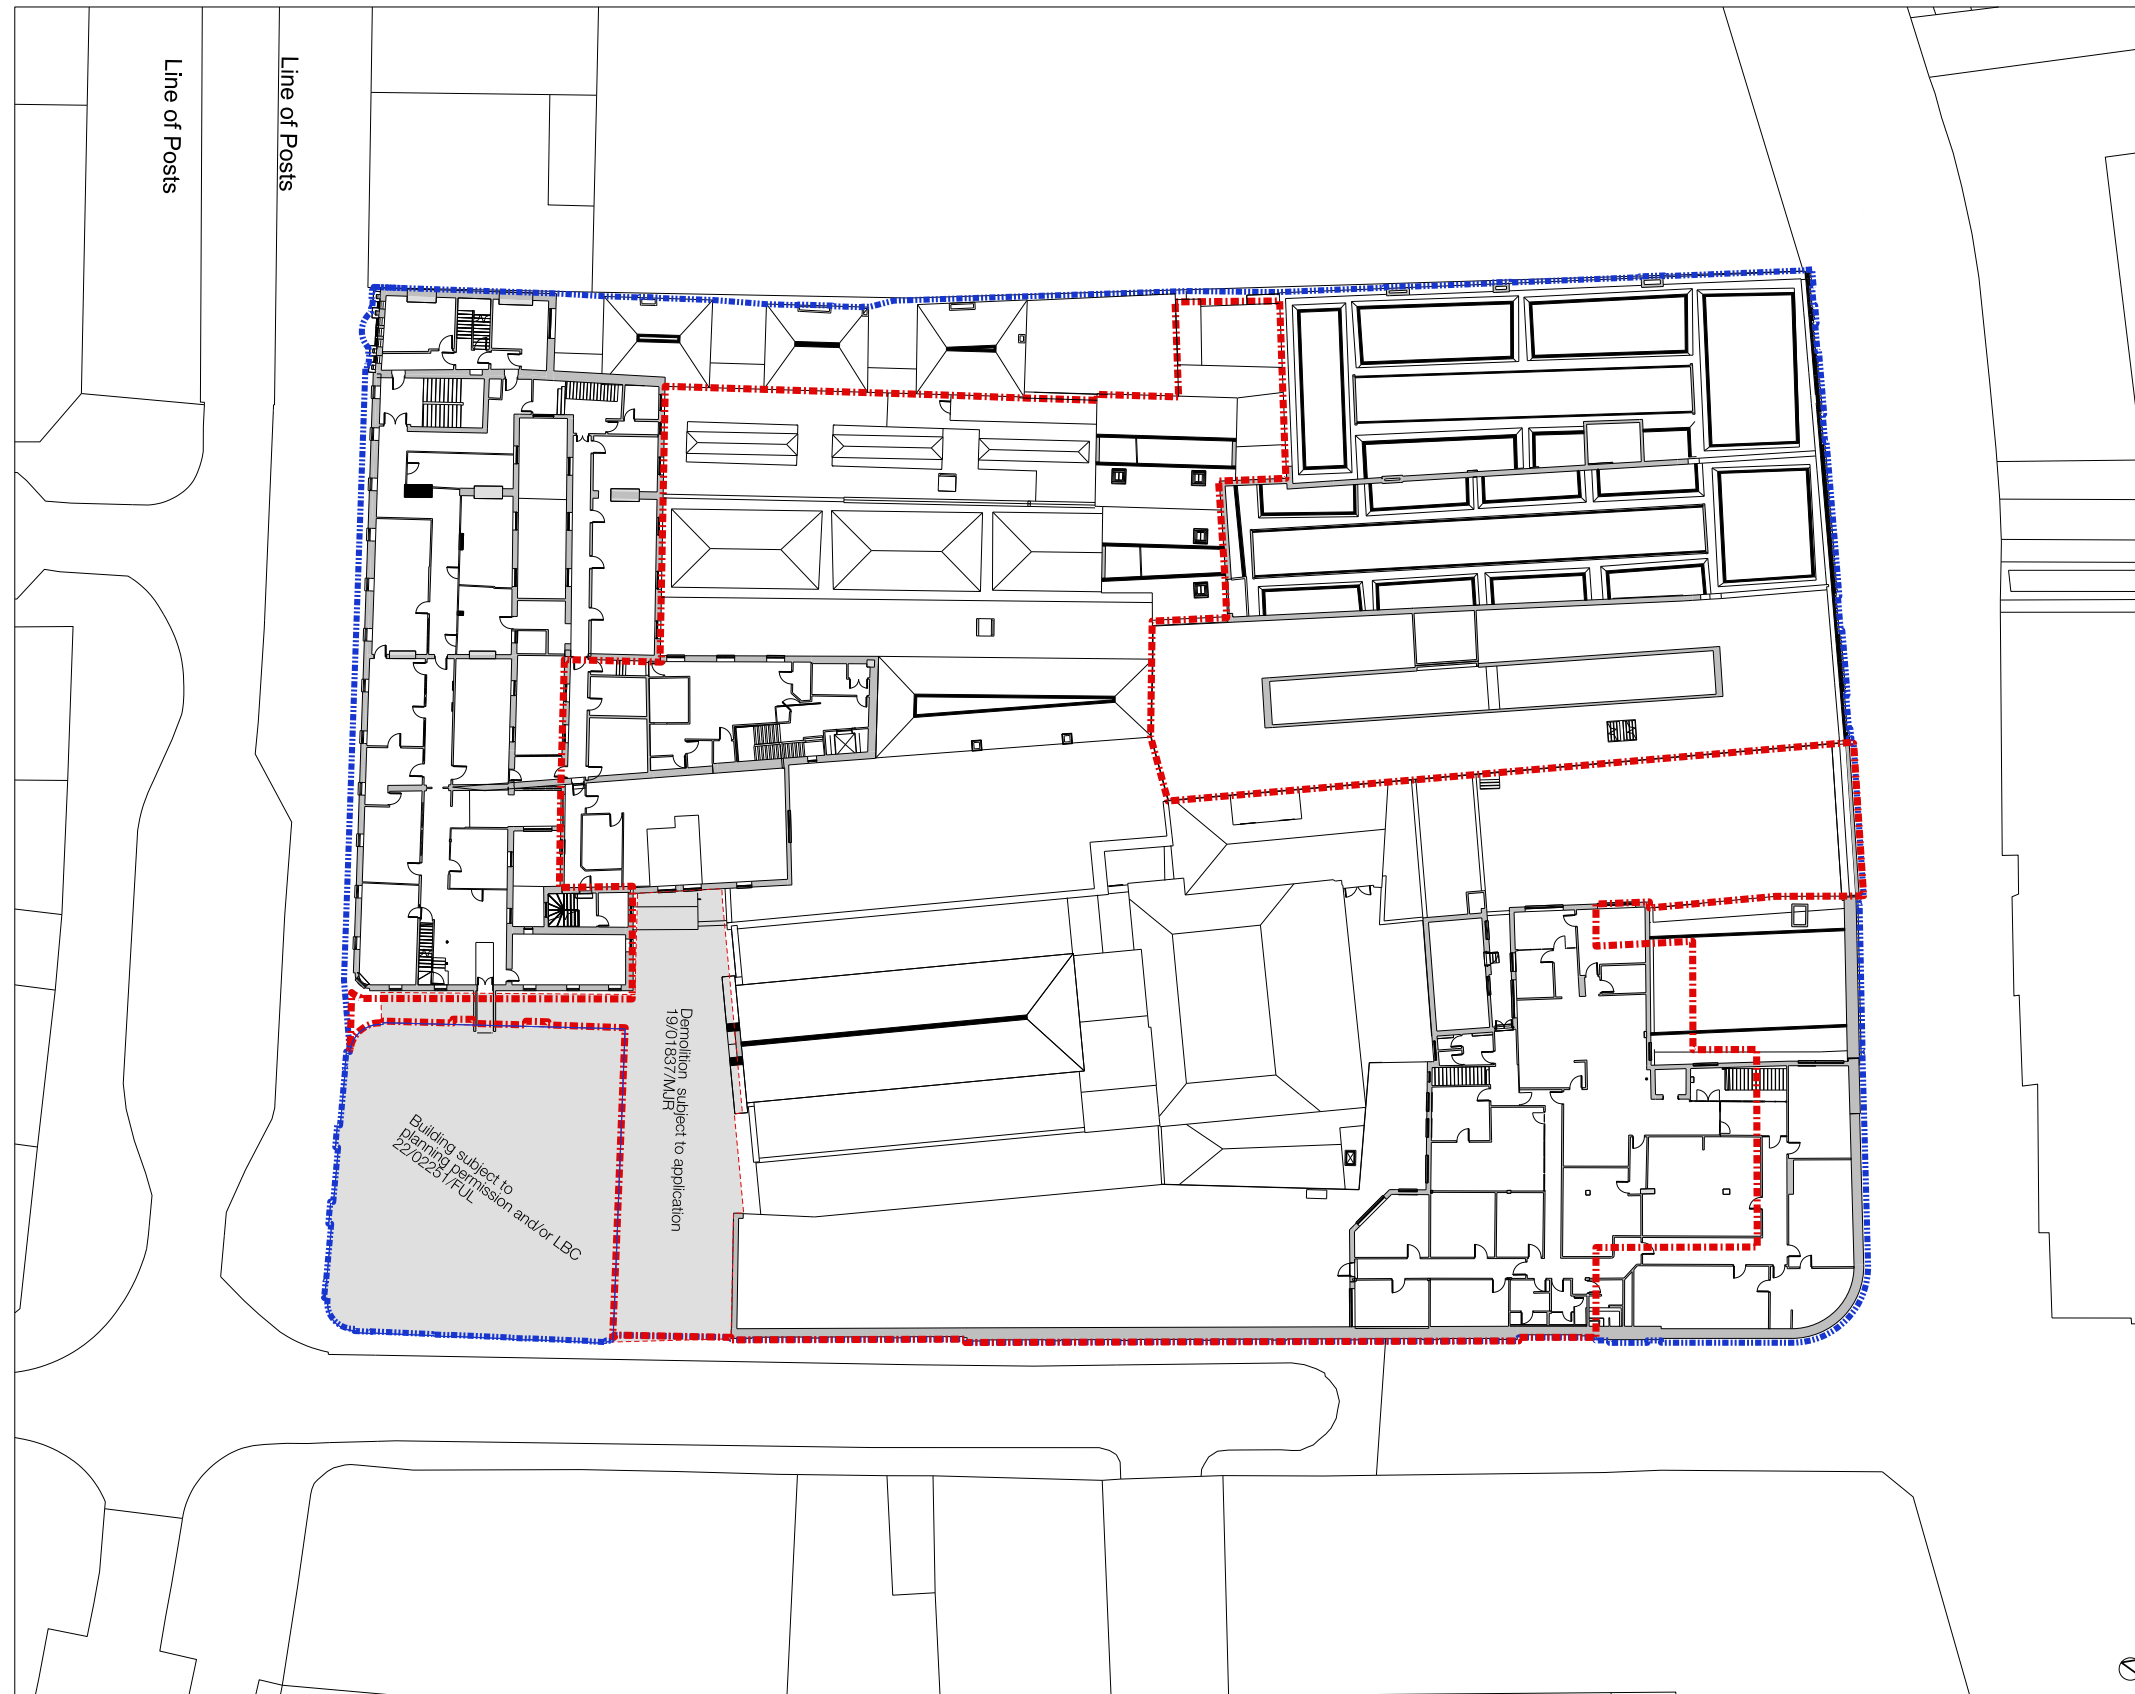 Line of Posts
Line of Posts
Demolition subject to application
19/01837/MJR
Building subject to
planning permission and/or LBC
22/02251/FUL